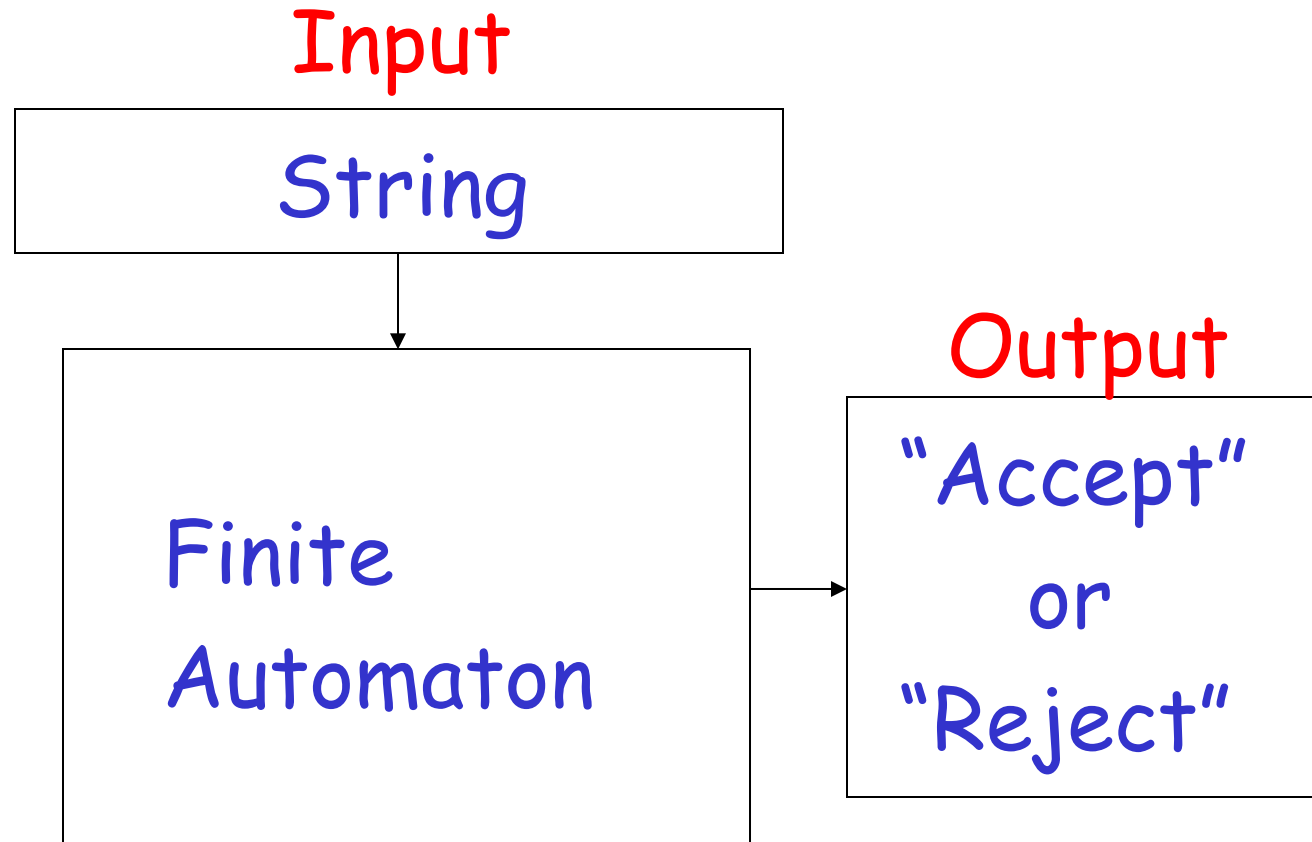 Input
String
Finite
Automaton
Output
“Accept”
or
“Reject”